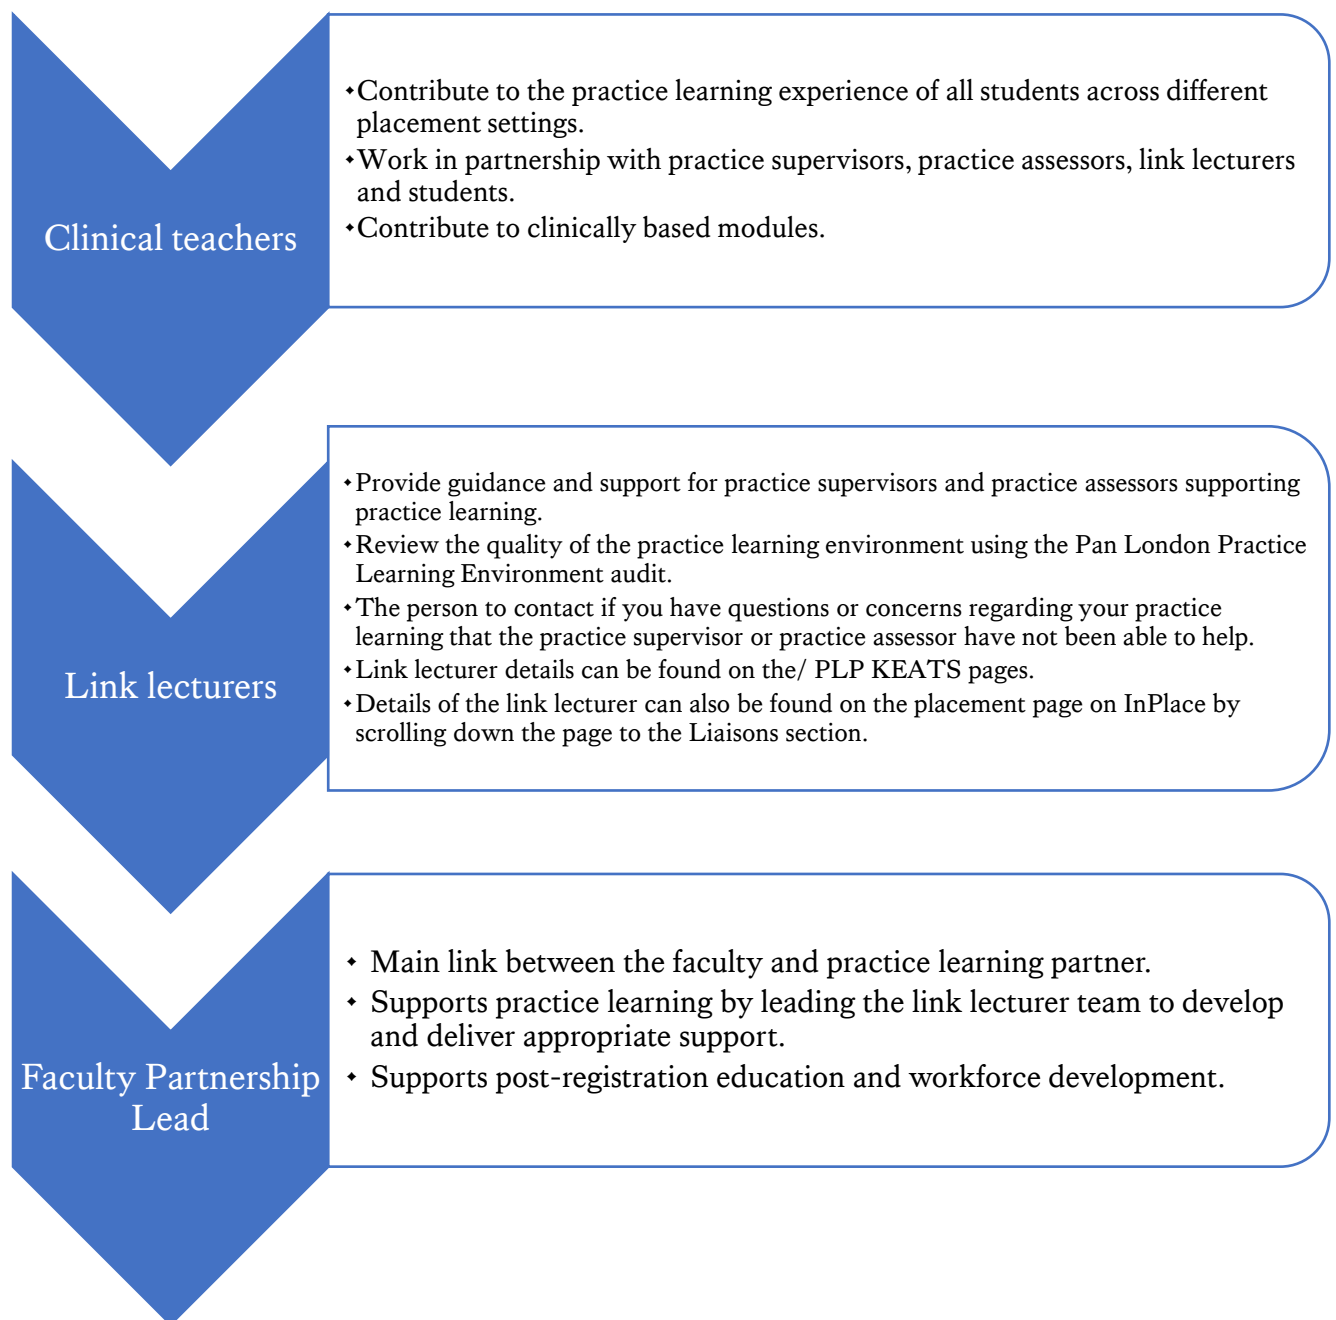 Clinical teachers
•Contribute to the practice learning experience of all students across different
placement settings.
•Work in partnership with practice supervisors, practice assessors, link lecturers
and students.
•Contribute to clinically based modules.
Link lecturers
•Provide guidance and support for practice supervisors and practice assessors supporting
practice learning.
•Review the quality of the practice learning environment using the Pan London Practice
Learning Environment audit.
•The person to contact if you have questions or concerns regarding your practice
learning that the practice supervisor or practice assessor have not been able to help.
•Link lecturer details can be found on the/ PLP KEATS pages.
•Details of the link lecturer can also be found on the placement page on InPlace by
scrolling down the page to the Liaisons section.
Faculty Partnership
Lead
• Main link between the faculty and practice learning partner.
• Supports practice learning by leading the link lecturer team to develop
and deliver appropriate support.
• Supports post-registration education and workforce development.